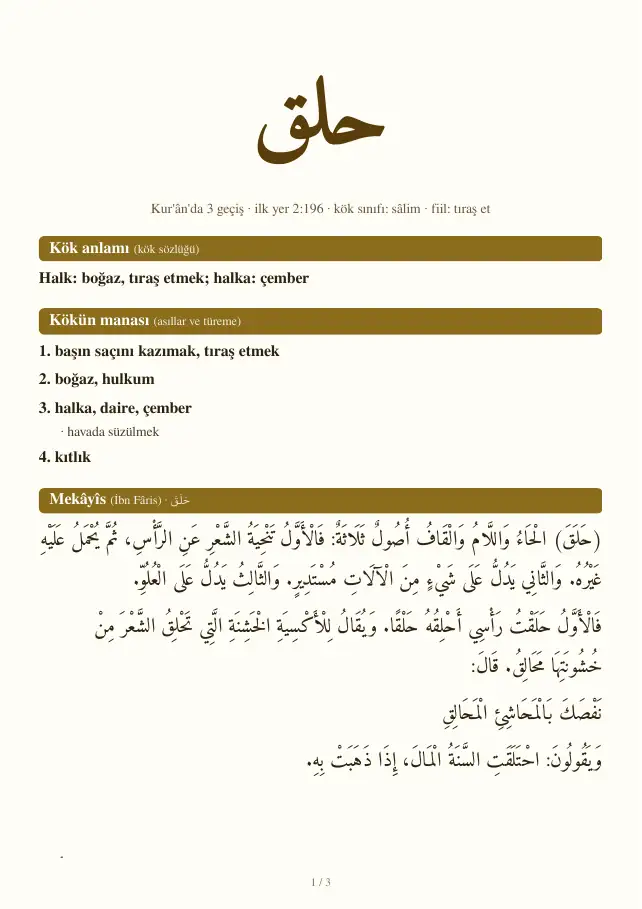 حلق
Kur'ân'da 3 geçiş · ilk yer 2:196 · kök sınıfı: sâlim · fiil: tıraş et
Kök anlamı (kök sözlüğü)
Halk: boğaz, tıraş etmek; halka: çember
Kökün manası (asıllar ve türeme)
1. başın saçını kazımak, tıraş etmek
2. boğaz, hulkum
3. halka, daire, çember
· havada süzülmek
4. kıtlık
Mekâyîs (İbn Fâris) · حَلَقَ
(حَلَقَ) الْحَاءُ وَاللَّامُ وَالْقَافُ أُصُولٌ ثَلَاثَةٌ: فَالْأَوَّلُ تَنْحِيَةُ الشَّعْرِ عَنِ الرَّأْسِ، ثُمَّ يُحْمَلُ عَلَيْهِ
غَيْرُهُ. وَالثَّانِي يَدُلُّ عَلَى شَيْءٍ مِنَ الْآلَاتِ مُسْتَدِيرٍ. وَالثَّالِثُ يَدُلُّ عَلَى الْعُلُوِّ.
فَالْأَوَّلُ حَلَقْتُ رَأْسِي أَحْلِقُهُ حَلْقًا. وَيُقَالُ لِلْأَكْسِيَةِ الْخَشِنَةِ الَّتِي تَحْلِقُ الشَّعْرَ مِنْ
خُشُونَتِهَا مَحَالِقُ. قَالَ:
نَفْصَكَ بَالْمَحَاشِئِ الْمَحَالِقِ
وَيَقُولُونَ: احْتَلَقَتِ السَّنَةُ الْمَالَ، إِذَا ذَهَبَتْ بِهِ.
1 / 3